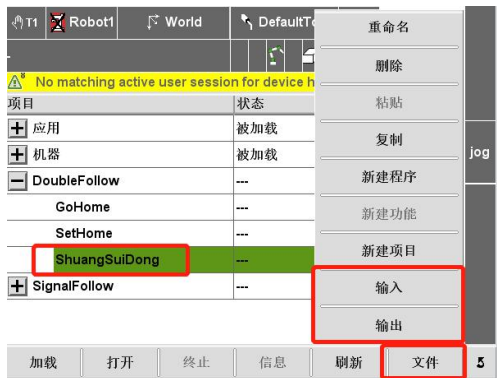 T1 Robot1 World DefaultTo
No matching active user session for device h
项目 状态
应用 被加载
机器 被加载
DoubleFollow ---
GoHome ---
SetHome ---
ShuangSuiDong ---
SignalFollow ---
重命名
删除
粘贴
复制
新建程序
新建功能
新建项目
输入
输出
jog
加载 打开 终止 信息 刷新 文件 5